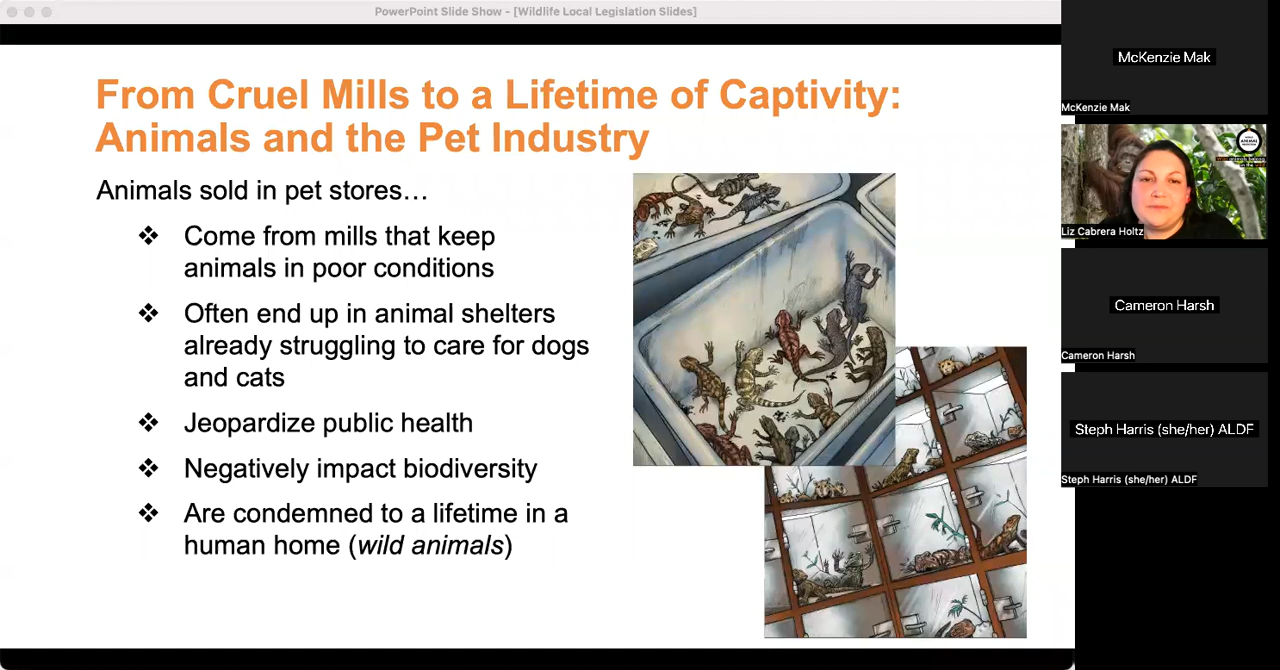 PowerPoint Slide Show - [Wildlife Local Legislation Slides]
From Cruel Mills to a Lifetime of Captivity:
Animals and the Pet Industry
Animals sold in pet stores…
❖ Come from mills that keep
animals in poor conditions
❖ Often end up in animal shelters
already struggling to care for dogs
and cats
❖ Jeopardize public health
❖ Negatively impact biodiversity
❖ Are condemned to a lifetime in a
human home (wild animals)
McKenzie Mak
McKenzie Mak
ANIMAL
Liz Cabrera Holtz
Cameron Harsh
Cameron Harsh
Steph Harris (she/her) ALDF
Steph Harris (she/her) ALDF